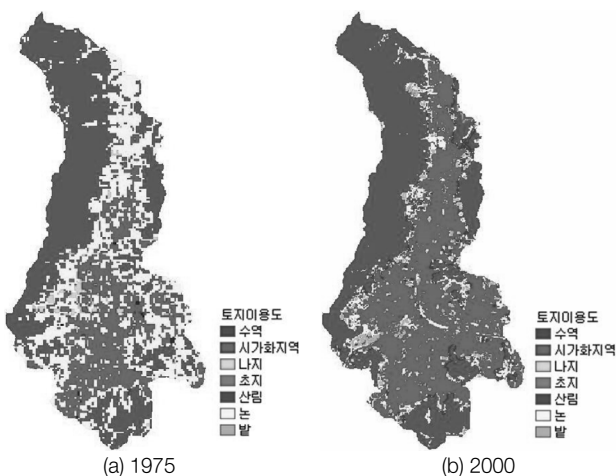 토지이용도
수역
시가화지역
나지
초지
산림
논
밭
(a) 1975
토지이용도
수역
시가화지역
나지
초지
산림
논
밭
(b) 2000